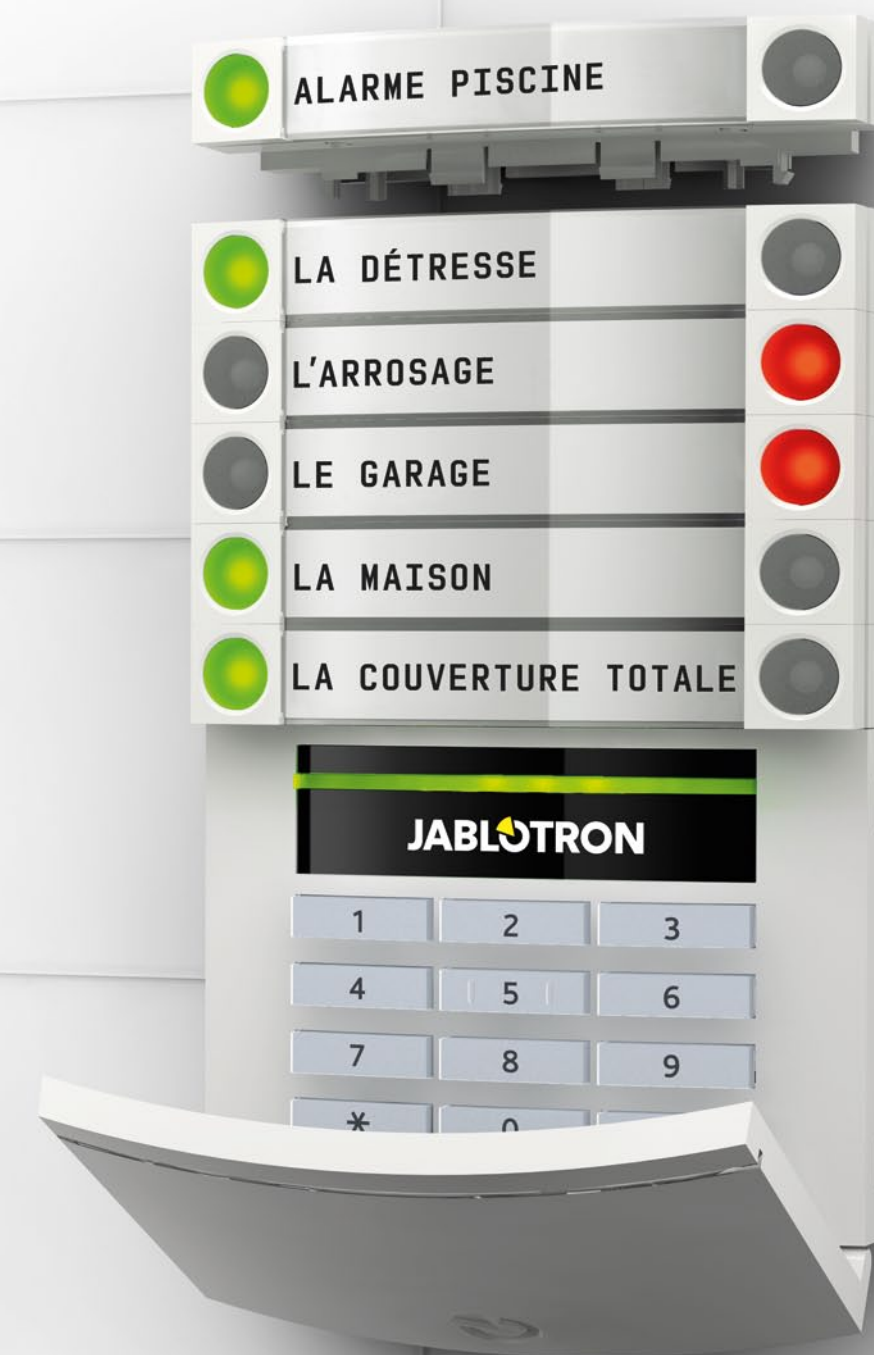 ALARME PISCINE
LA DÉTRESSE
L'ARROSAGE
LE GARAGE
LA MAISON
LA COUVERTURE TOTALE
JABLOTRON
1 2 3
4 5 6
7 8 9
* 0